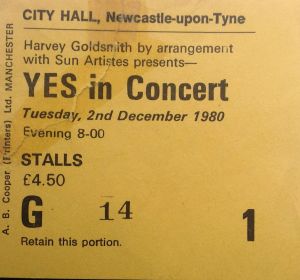 CITY HALL, Newcastle-upon-Tyne
Harvey Goldsmith by arrangement
with Sun Artistes presents—
YES in Concert
Tuesday, 2nd December 1980
Evening 8-00
STALLS
£4.50
G 14 1
Retain this portion.
A. B. Cooper (Printers) Ltd. MANCHESTER